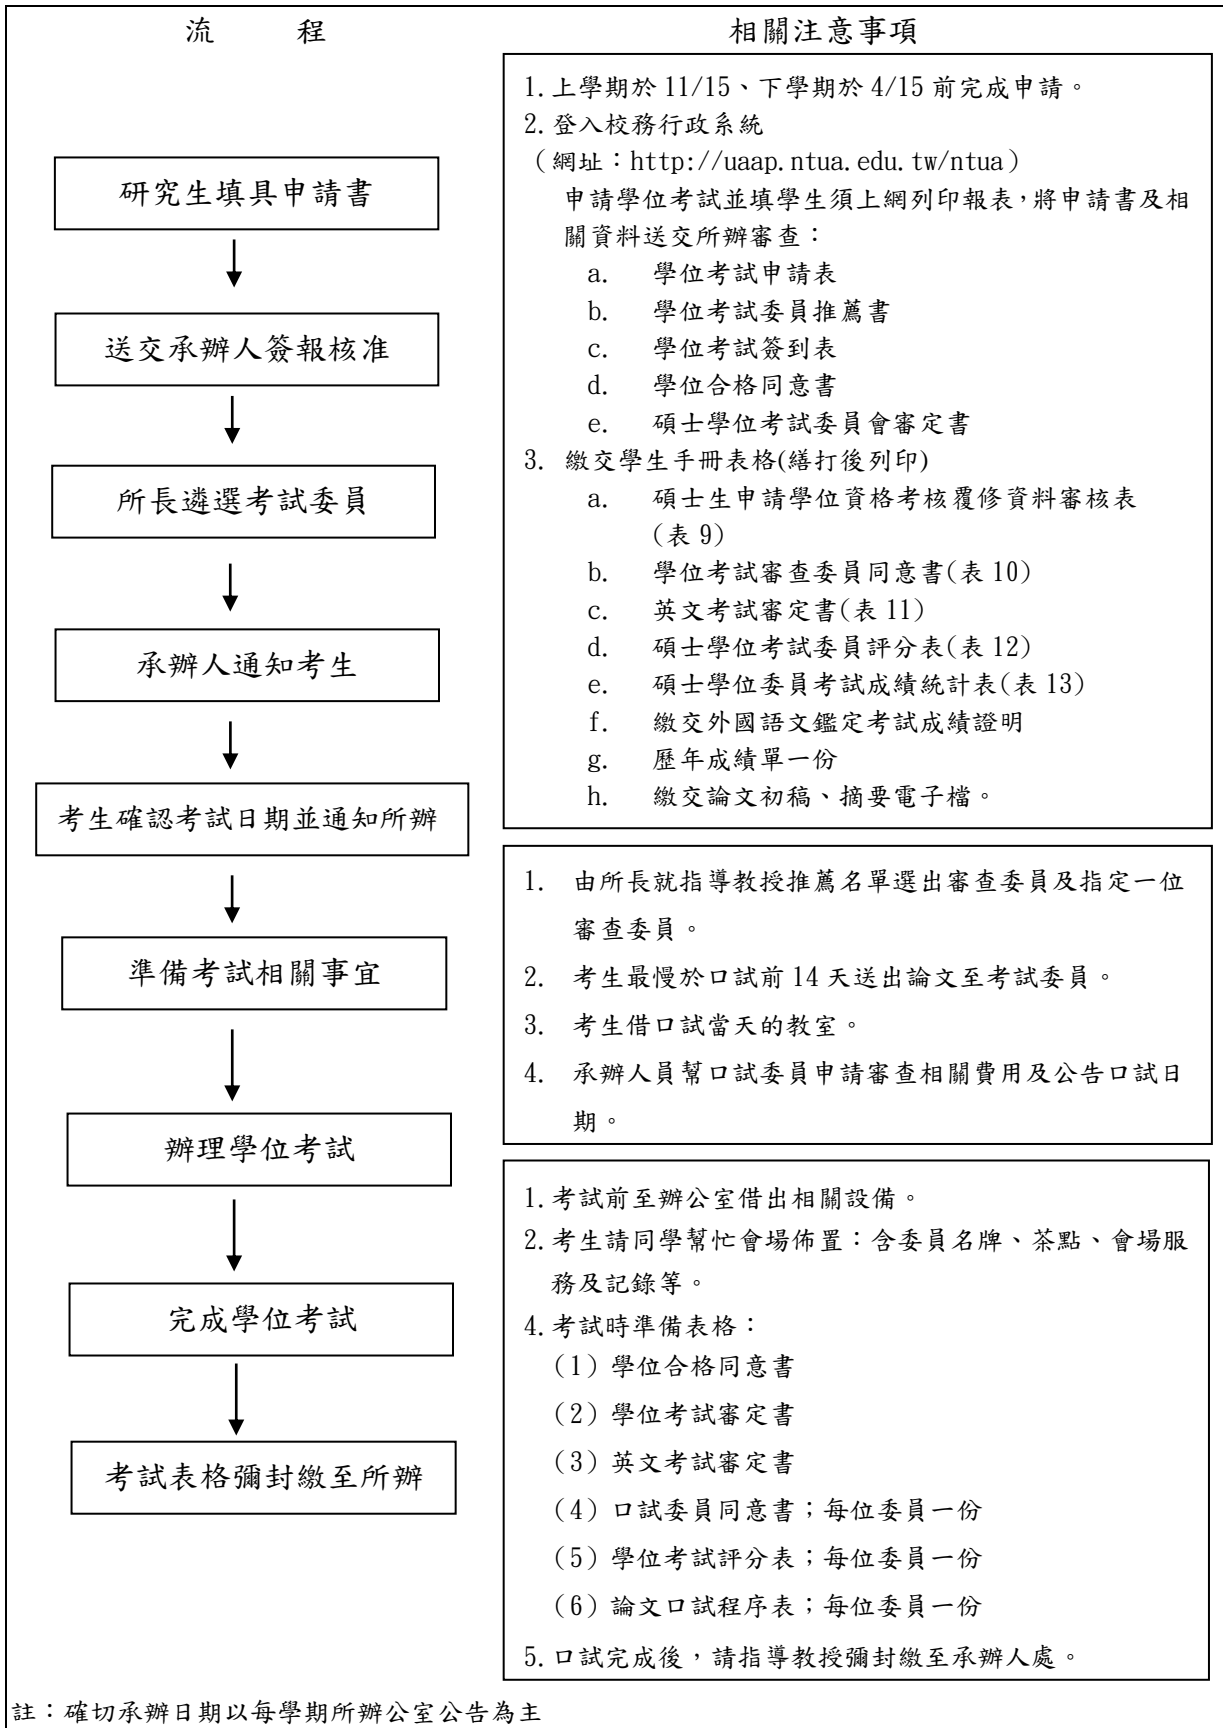 流 程
相關注意事項
研究生填具申請書
送交承辦人簽報核准
所長遴選考試委員
承辦人通知考生
考生確認考試日期並通知所辦
準備考試相關事宜
辦理學位考試
完成學位考試
考試表格彌封繳至所辦
1.上學期於 11/15、下學期於 4/15 前完成申請。
2.登入校務行政系統
（網址：http://uaap.ntua.edu.tw/ntua）
申請學位考試並填學生須上網列印報表，將申請書及相
關資料送交所辦審查：
a. 學位考試申請表
b. 學位考試委員推薦書
c. 學位考試簽到表
d. 學位合格同意書
e. 碩士學位考試委員會審定書
3. 繳交學生手冊表格(繕打後列印)
a. 碩士生申請學位資格考核覆修資料審核表
(表 9)
b. 學位考試審查委員同意書(表 10)
c. 英文考試審定書(表 11)
d. 碩士學位考試委員評分表(表 12)
e. 碩士學位委員考試成績統計表(表 13)
f. 繳交外國語文鑑定考試成績證明
g. 歷年成績單一份
h. 繳交論文初稿、摘要電子檔。
1. 由所長就指導教授推薦名單選出審查委員及指定一位
審查委員。
2. 考生最慢於口試前 14 天送出論文至考試委員。
3. 考生借口試當天的教室。
4. 承辦人員幫口試委員申請審查相關費用及公告口試日
期。
1.考試前至辦公室借出相關設備。
2.考生請同學幫忙會場佈置：含委員名牌、茶點、會場服
務及記錄等。
4.考試時準備表格：
（1）學位合格同意書
（2）學位考試審定書
（3）英文考試審定書
（4）口試委員同意書；每位委員一份
（5）學位考試評分表；每位委員一份
（6）論文口試程序表；每位委員一份
5.口試完成後，請指導教授彌封繳至承辦人處。
註：確切承辦日期以每學期所辦公室公告為主